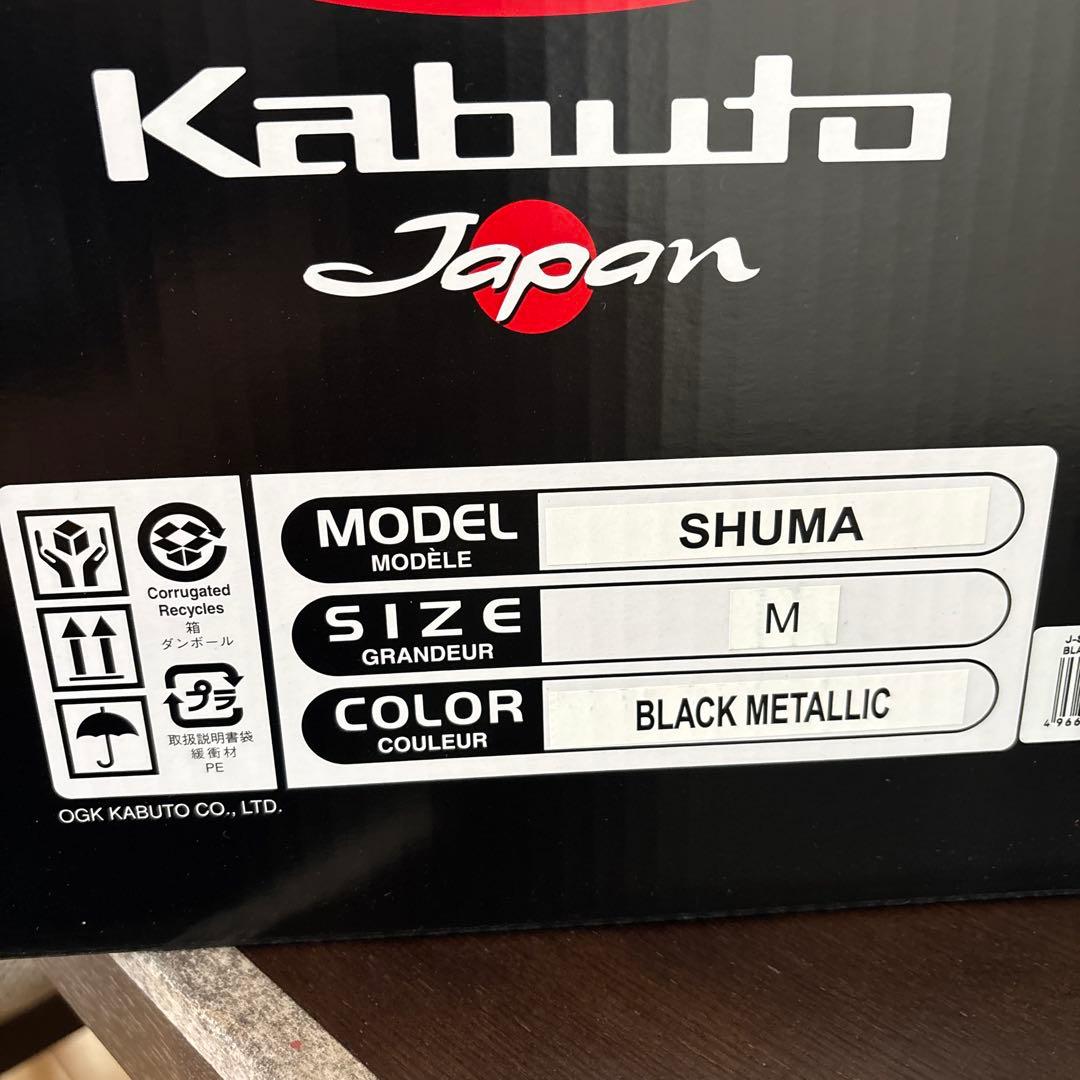 Kabuto
Japan
MODEL
MODÈLE
SHUMA
SIZE
GRANDEUR
M
COLOR
COULEUR
BLACK METALLIC
Corrugated
Recycles
箱
ダンボール
プラ
取扱説明書袋
緩衝材
PE
OGK KABUTO CO., LTD.